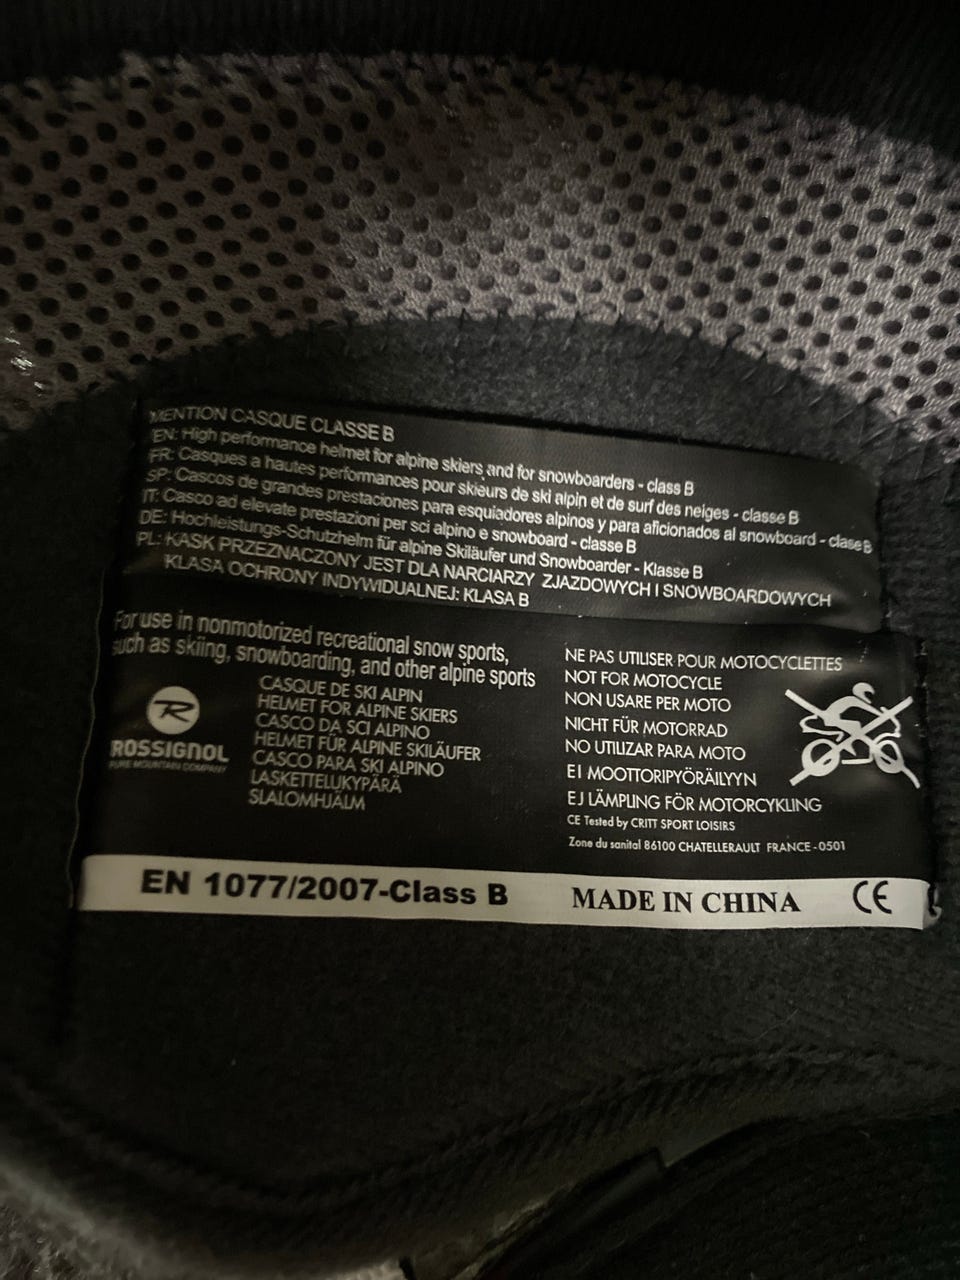 MENTION CASQUE CLASSE B
EN: High performance helmet for alpine skiers and for snowboarders - class B
FR: Casques a hautes performances pour skieurs de ski alpin et de surf des neiges - classe B
SP: Cascos de grandes prestaciones para esquiadores alpinos y para aficionados al snowboard - clase B
IT: Casco ad elevate prestazioni per sci alpino e snowboard - classe B
DE: Hochleistungs-Schutzhelm für alpine Skiläufer und Snowboarder - Klasse B
PL: KASK PRZEZNACZONY JEST DLA NARCIARZY ZJAZDOWYCH I SNOWBOARDOWYCH
KLASA OCHRONY INDYWIDUALNEJ: KLASA B
For use in nonmotorized recreational snow sports,
such as skiing, snowboarding, and other alpine sports
CASQUE DE SKI ALPIN
HELMET FOR ALPINE SKIERS
CASCO DA SCI ALPINO
HELMET FÜR ALPINE SKILÄUFER
CASCO PARA SKI ALPINO
LASKETTELUKYPÄRÄ
SLALOMHJÄLM
R
ROSSIGNOL
PURE MOUNTAIN COMPANY
NE PAS UTILISER POUR MOTOCYCLETTES
NOT FOR MOTOCYCLE
NON USARE PER MOTO
NICHT FÜR MOTORRAD
NO UTILIZAR PARA MOTO
EI MOOTTORIPYÖRÄILYYN
EJ LÄMPLING FÖR MOTORCYKLING
CE Tested by CRITT SPORT LOISIRS
Zone du sanital 86100 CHATELLERAULT FRANCE-0501
EN 1077/2007-Class B
MADE IN CHINA
CE